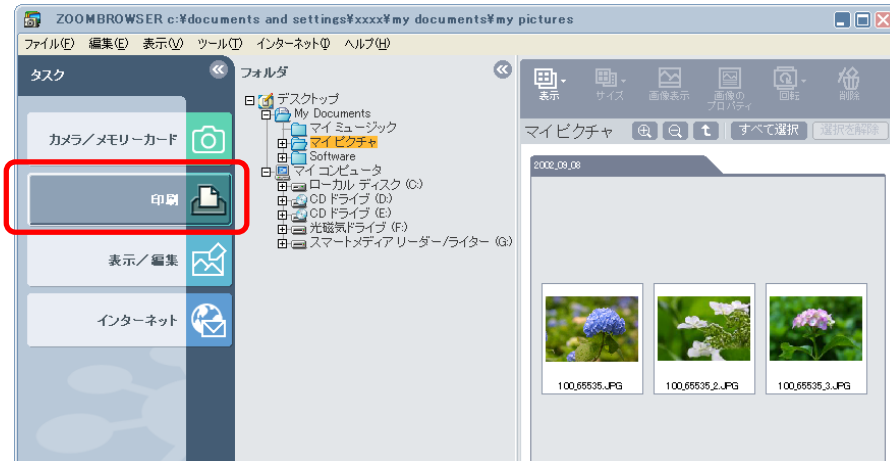 ZOOMBROWSER c:¥documents and settings¥xxxx¥my documents¥my pictures
ファイル(F) 編集(E) 表示(V) ツール(T) インターネット(I) ヘルプ(H)
タスク
カメラ/メモリーカード
印刷
表示/編集
インターネット
フォルダ
デスクトップ
My Documents
マイ ミュージック
マイ ピクチャ
Software
マイ コンピュータ
ローカル ディスク (C:)
CD ドライブ (D:)
CD ドライブ (E:)
光磁気ドライブ (F:)
スマートメディア リーダー/ライター (G:)
表示 サイズ 画像表示 画像のプロパティ 回転 削除
マイ ピクチャ すべて選択 選択を解除
2002_09_08
100_65535.JPG 100_65535_2.JPG 100_65535_3.JPG